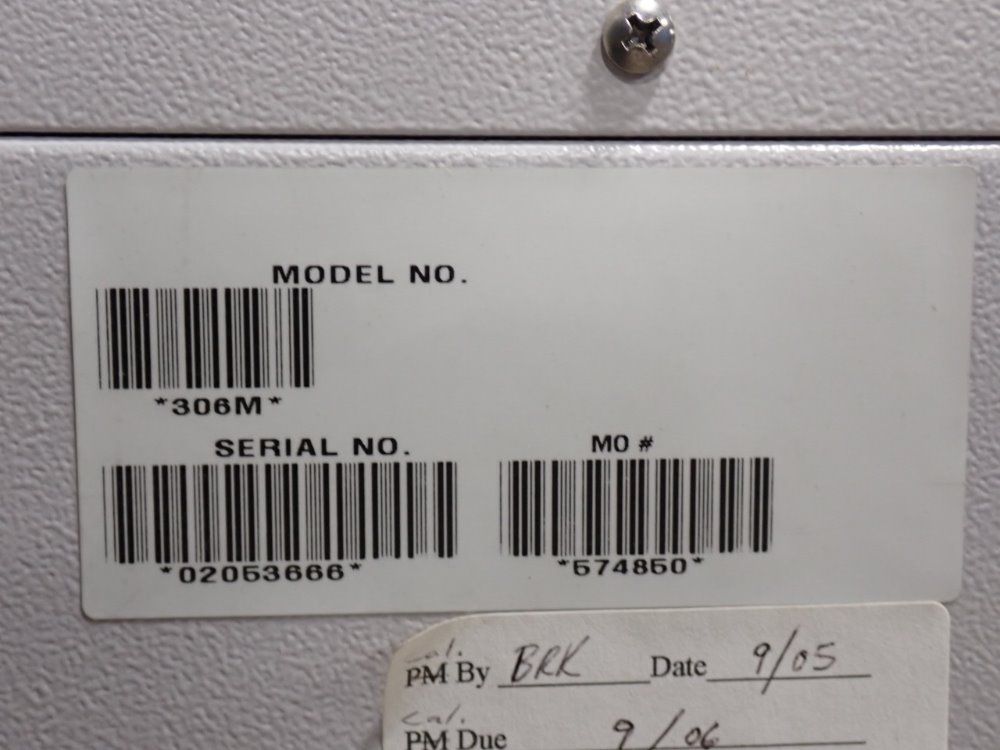 MODEL NO.
*306M*
SERIAL NO.
*02053666*
MO #
*574850*
cal.
PM By BRK Date 9/05
cal.
PM Due 9/06